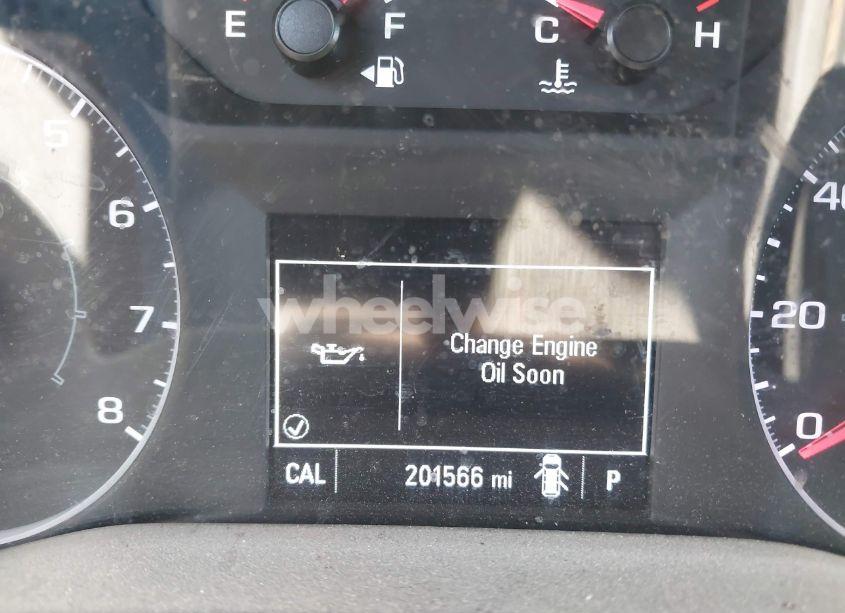 E F C H
5
6
7
8
40
20
0
wheelwise
Change Engine
Oil Soon
CAL 201566 mi P